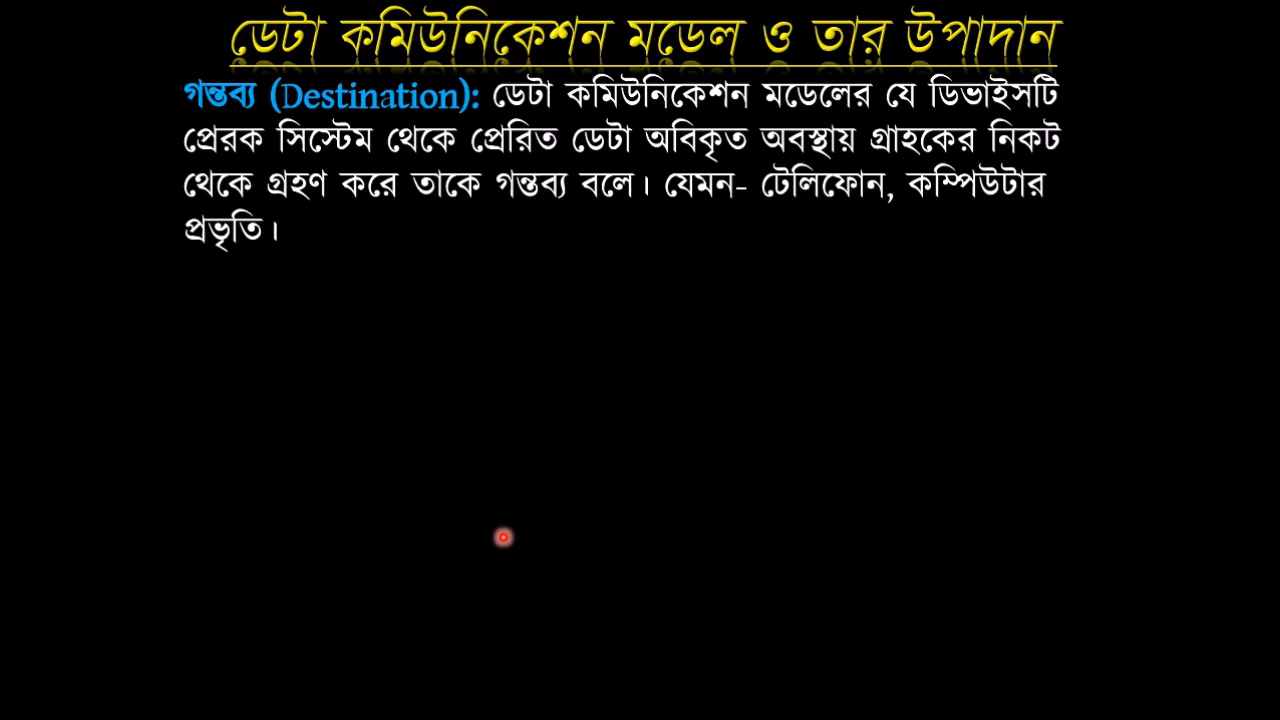 ডেটা কমিউনিকেশন মডেল ও তার উপাদান
গন্তব্য (Destination): ডেটা কমিউনিকেশন মডেলের যে ডিভাইসটি
প্রেরক সিস্টেম থেকে প্রেরিত ডেটা অবিকৃত অবস্থায় গ্রাহকের নিকট
থেকে গ্রহণ করে তাকে গন্তব্য বলে। যেমন- টেলিফোন, কম্পিউটার
প্রভৃতি।